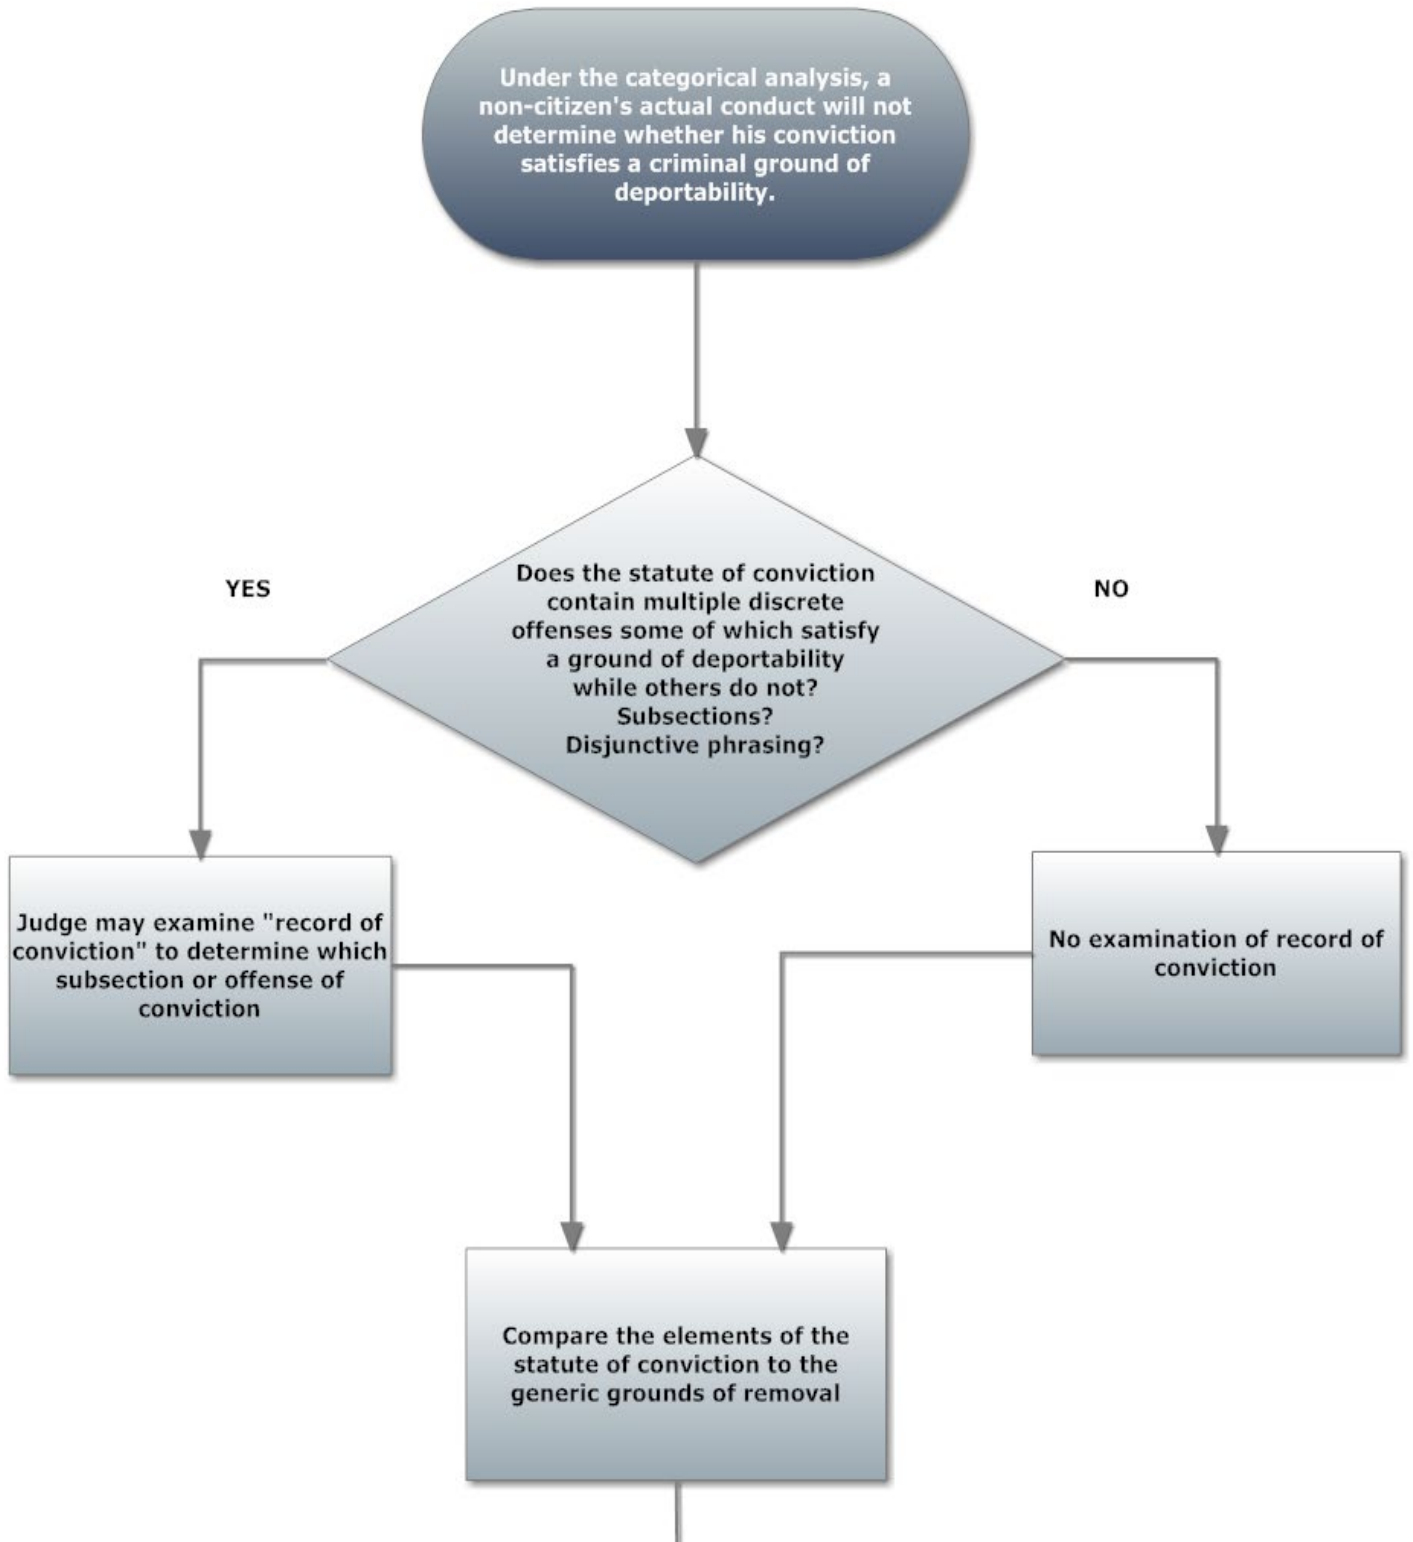 Under the categorical analysis, a
non-citizen's actual conduct will not
determine whether his conviction
satisfies a criminal ground of
deportability.
Does the statute of conviction
contain multiple discrete
offenses some of which satisfy
a ground of deportability
while others do not?
Subsections?
Disjunctive phrasing?
YES
NO
Judge may examine "record of
conviction" to determine which
subsection or offense of
conviction
No examination of record of
conviction
Compare the elements of the
statute of conviction to the
generic grounds of removal